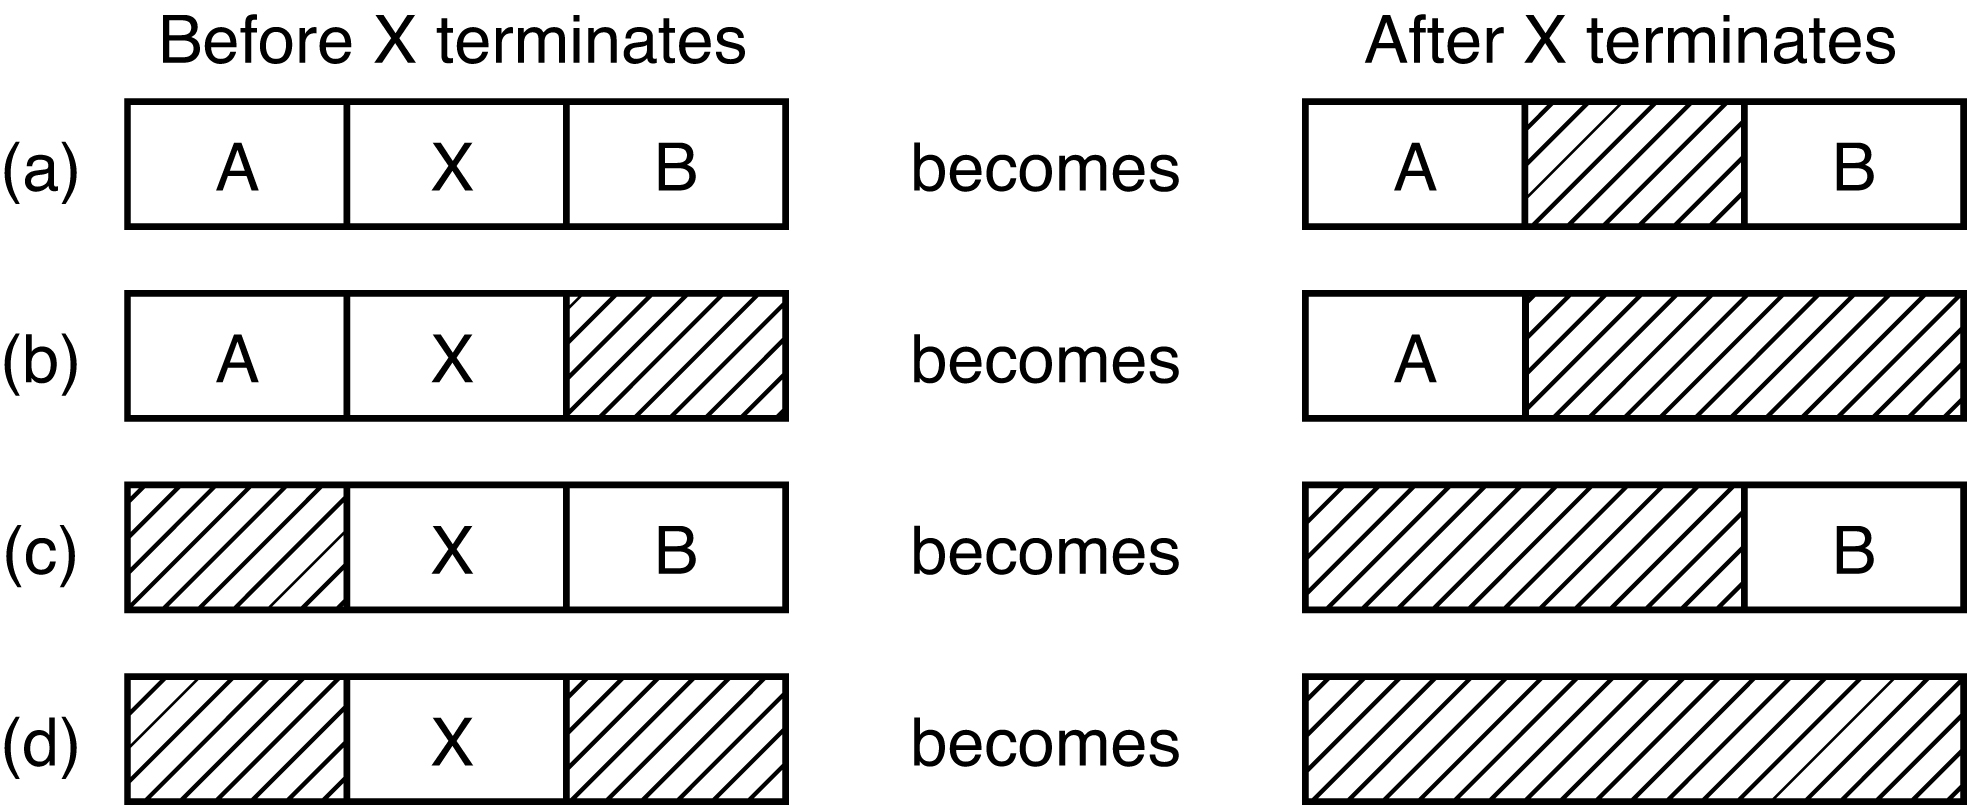 Before X terminates After X terminates
(a) A X B becomes A B
(b) A X becomes A
(c) X B becomes B
(d) X becomes